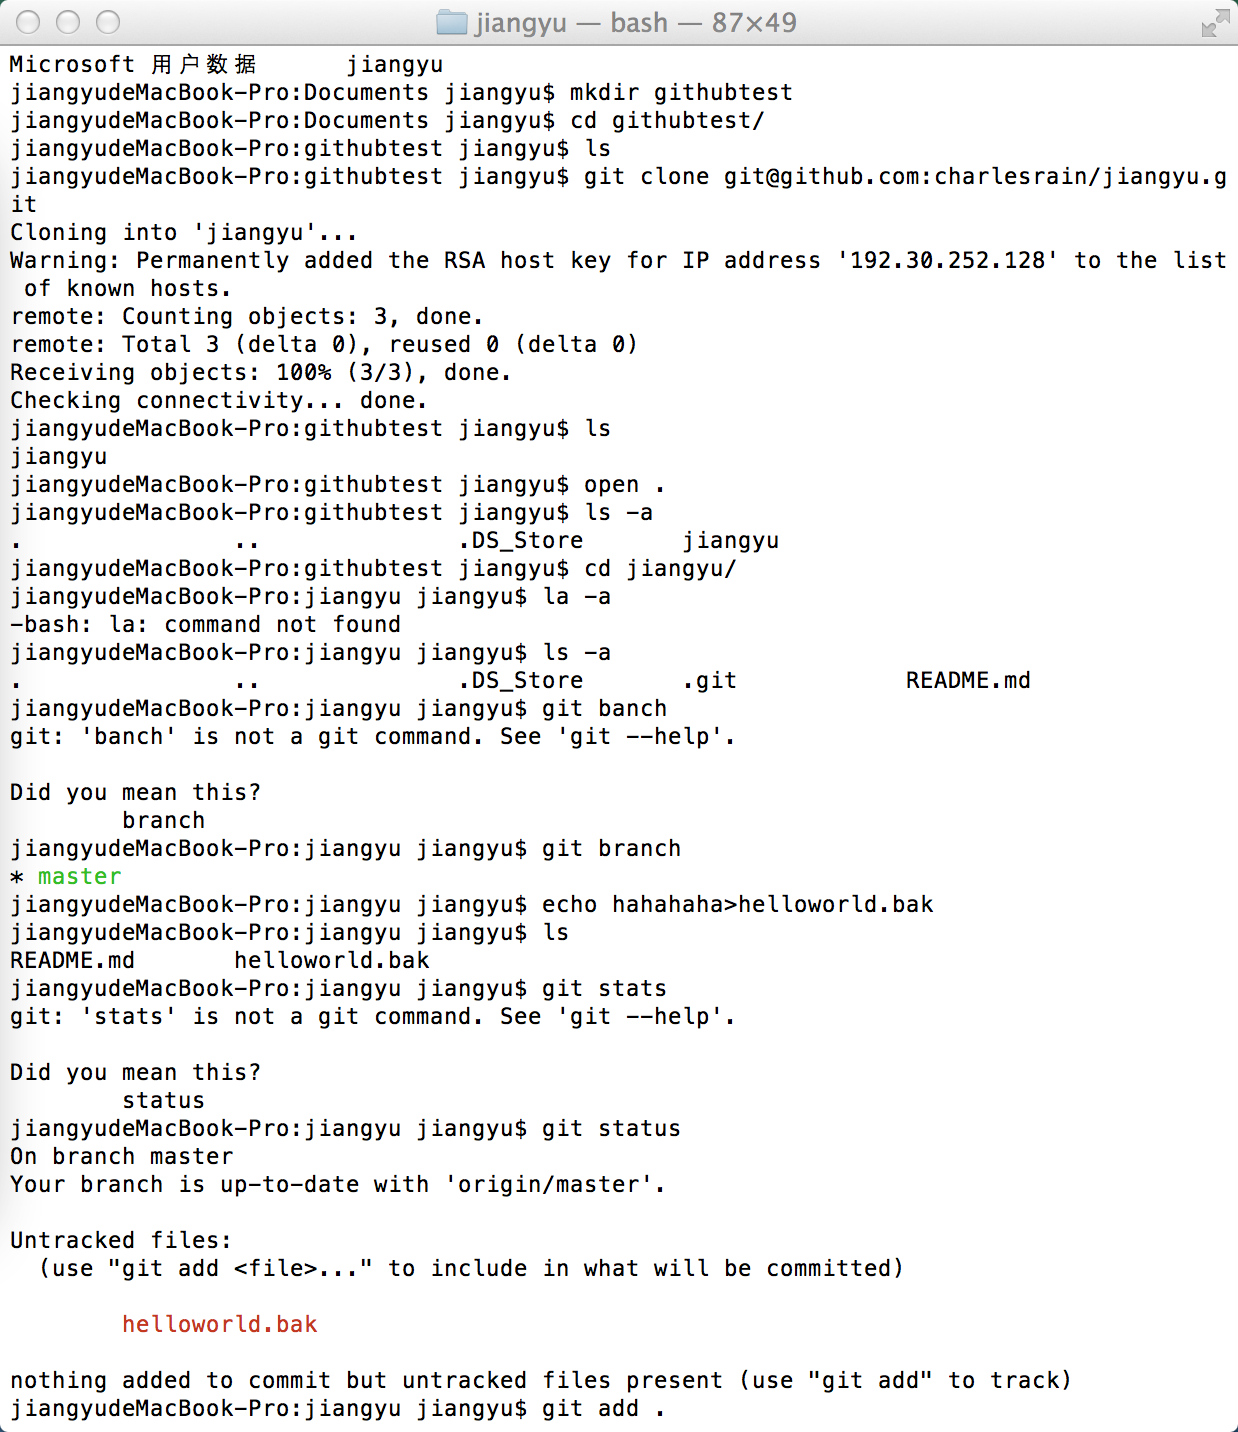 jiangyu — bash — 87×49
Microsoft 用户数据 jiangyu
jiangyudeMacBook-Pro:Documents jiangyu$ mkdir githubtest
jiangyudeMacBook-Pro:Documents jiangyu$ cd githubtest/
jiangyudeMacBook-Pro:githubtest jiangyu$ ls
jiangyudeMacBook-Pro:githubtest jiangyu$ git clone git@github.com:charlesrain/jiangyu.g
it
Cloning into 'jiangyu'...
Warning: Permanently added the RSA host key for IP address '192.30.252.128' to the list
 of known hosts.
remote: Counting objects: 3, done.
remote: Total 3 (delta 0), reused 0 (delta 0)
Receiving objects: 100% (3/3), done.
Checking connectivity... done.
jiangyudeMacBook-Pro:githubtest jiangyu$ ls
jiangyu
jiangyudeMacBook-Pro:githubtest jiangyu$ open .
jiangyudeMacBook-Pro:githubtest jiangyu$ ls -a
. .. .DS_Store jiangyu
jiangyudeMacBook-Pro:githubtest jiangyu$ cd jiangyu/
jiangyudeMacBook-Pro:jiangyu jiangyu$ la -a
-bash: la: command not found
jiangyudeMacBook-Pro:jiangyu jiangyu$ ls -a
. .. .DS_Store .git README.md
jiangyudeMacBook-Pro:jiangyu jiangyu$ git banch
git: 'banch' is not a git command. See 'git --help'.
Did you mean this?
branch
jiangyudeMacBook-Pro:jiangyu jiangyu$ git branch
* master
jiangyudeMacBook-Pro:jiangyu jiangyu$ echo hahahaha>helloworld.bak
jiangyudeMacBook-Pro:jiangyu jiangyu$ ls
README.md helloworld.bak
jiangyudeMacBook-Pro:jiangyu jiangyu$ git stats
git: 'stats' is not a git command. See 'git --help'.
Did you mean this?
status
jiangyudeMacBook-Pro:jiangyu jiangyu$ git status
On branch master
Your branch is up-to-date with 'origin/master'.
Untracked files:
(use "git add <file>..." to include in what will be committed)
helloworld.bak
nothing added to commit but untracked files present (use "git add" to track)
jiangyudeMacBook-Pro:jiangyu jiangyu$ git add .